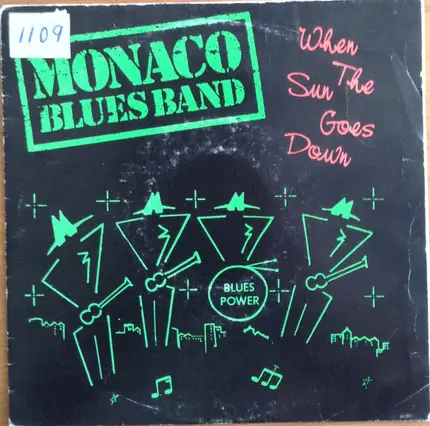 1109
MONACO
BLUES BAND
When
The
Sun
Goes
Down
BLUES
POWER